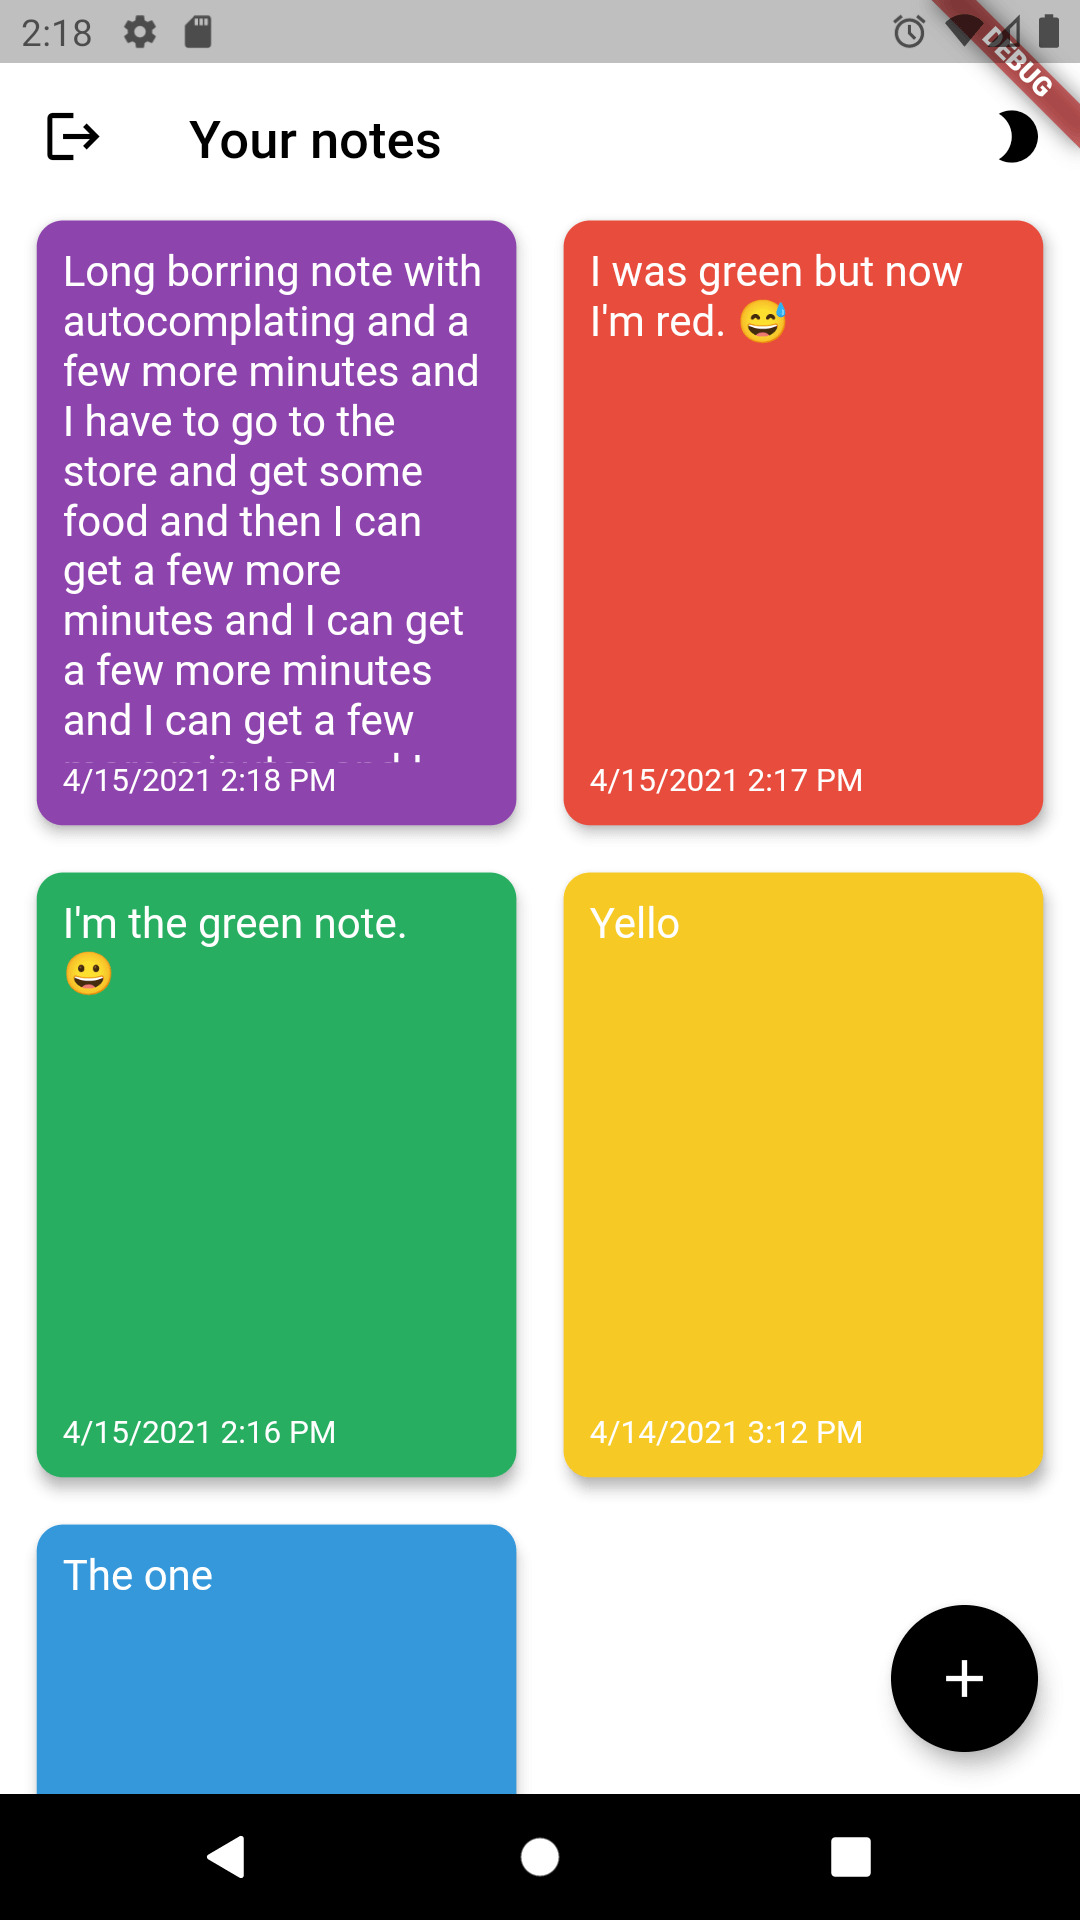 2:18
DEBUG
Your notes
Long borring note with
autocomplating and a
few more minutes and
I have to go to the
store and get some
food and then I can
get a few more
minutes and I can get
a few more minutes
and I can get a few
4/15/2021 2:18 PM
I was green but now
I'm red. 😅
4/15/2021 2:17 PM
I'm the green note.
😀
4/15/2021 2:16 PM
Yello
4/14/2021 3:12 PM
The one